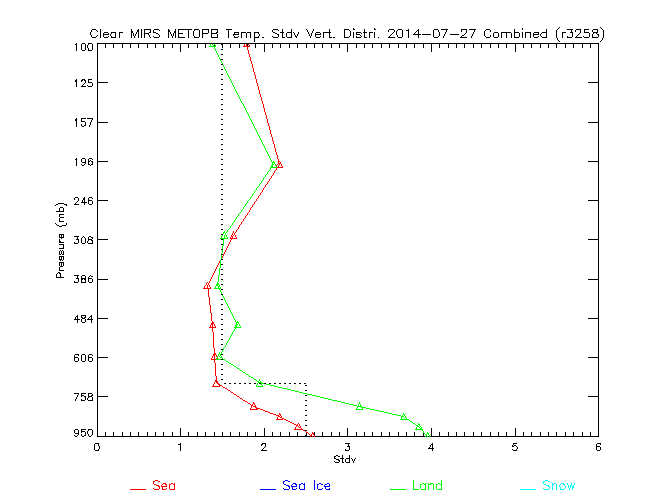 Clear MIRS METOPB Temp. Stdv Vert. Distri. 2014-07-27 Combined (r3258)
100
125
157
196
246
308
386
484
606
758
950
Pressure (mb)
0 1 2 3 4 5 6
Stdv
Sea Sea Ice Land Snow